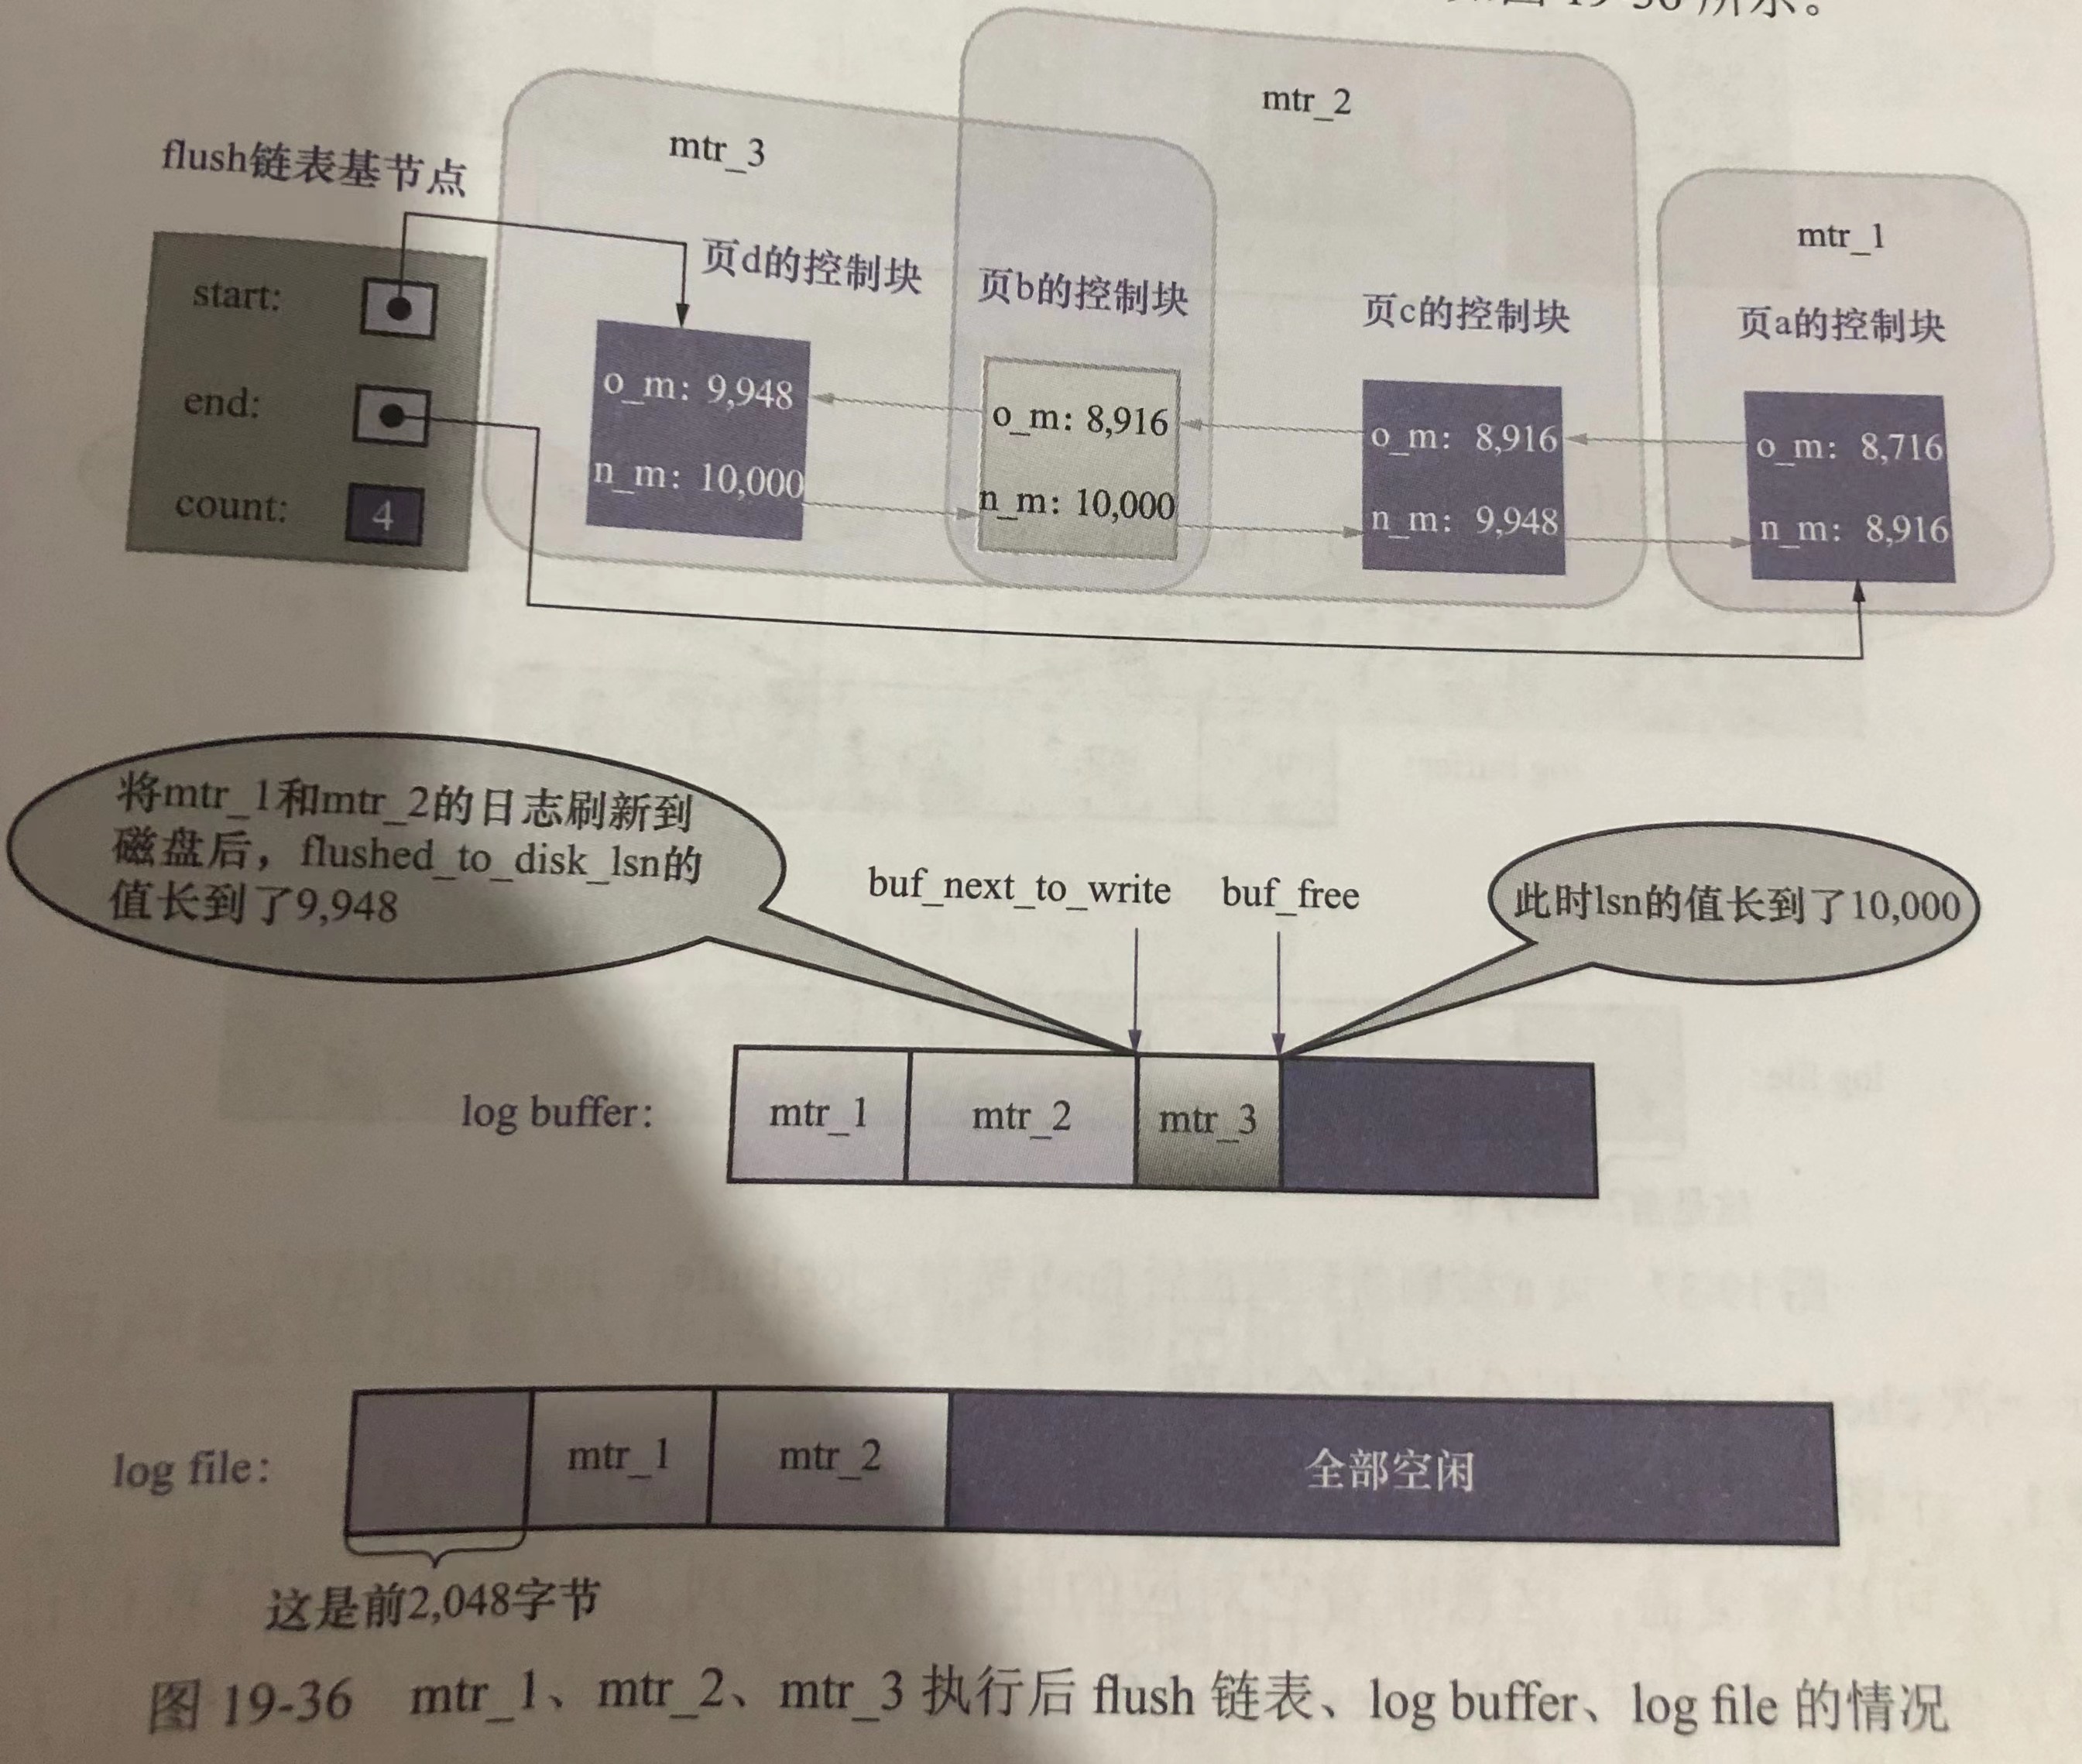 图 19-36 所示。
mtr_2
mtr_3
mtr_1
flush链表基节点
start:
end:
count: 4
页d的控制块
o_m: 9,948
n_m: 10,000
页b的控制块
o_m: 8,916
n_m: 10,000
页c的控制块
o_m: 8,916
n_m: 9,948
页a的控制块
o_m: 8,716
n_m: 8,916
将mtr_1和mtr_2的日志刷新到
磁盘后，flushed_to_disk_lsn的
值长到了9,948
buf_next_to_write
buf_free
此时lsn的值长到了10,000
log buffer:
mtr_1
mtr_2
mtr_3
log file:
mtr_1
mtr_2
全部空闲
这是前2,048字节
图 19-36 mtr_1、mtr_2、mtr_3 执行后 flush 链表、log buffer、log file 的情况